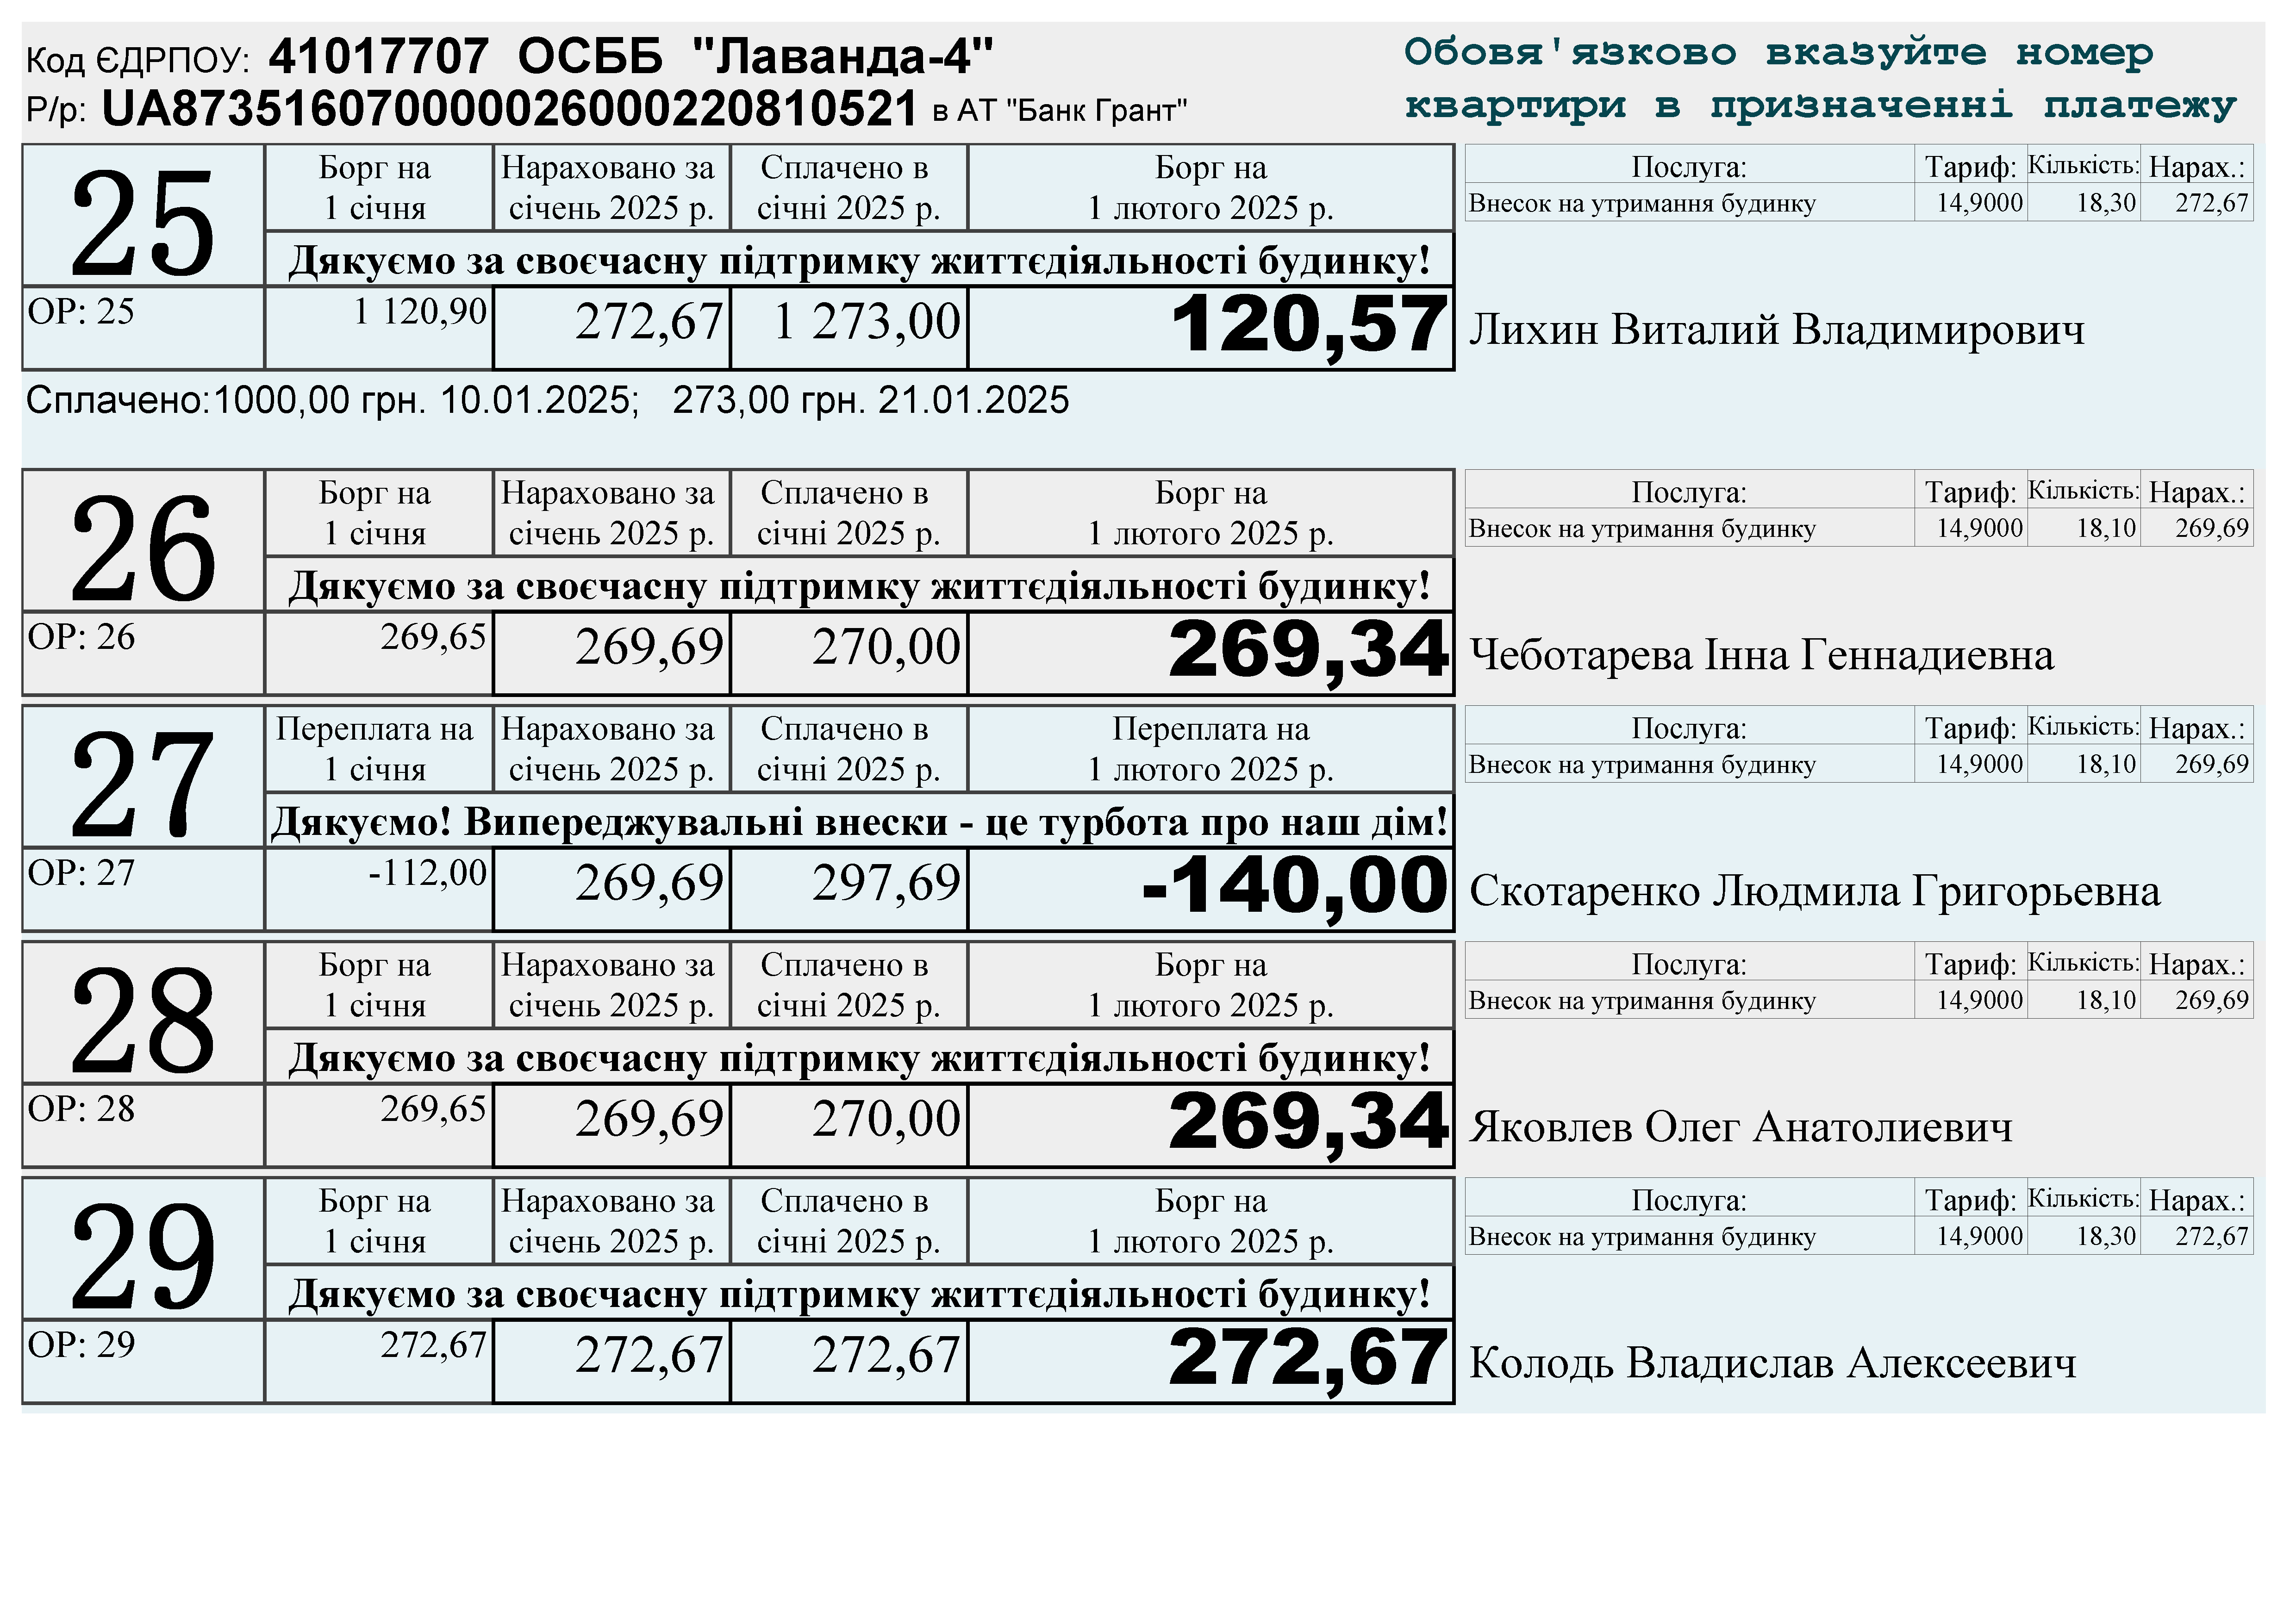 Код ЄДРПОУ: 41017707 ОСББ "Лаванда-4"
Р/р: UA873516070000026000220810521 в АТ "Банк Грант"
Обовя'язково вказуйте номер
квартири в призначенні платежу
25
Борг на 1 січня
Нараховано за січень 2025 р.
Сплачено в січні 2025 р.
Борг на 1 лютого 2025 р.
Дякуємо за своєчасну підтримку життєдіяльності будинку!
ОР: 25 1 120,90 272,67 1 273,00 120,57
Послуга: Тариф: Кількість: Нарах.:
Внесок на утримання будинку 14,9000 18,30 272,67
Лихин Виталий Владимирович
Сплачено:1000,00 грн. 10.01.2025; 273,00 грн. 21.01.2025
26
Борг на 1 січня
Нараховано за січень 2025 р.
Сплачено в січні 2025 р.
Борг на 1 лютого 2025 р.
Дякуємо за своєчасну підтримку життєдіяльності будинку!
ОР: 26 269,65 269,69 270,00 269,34
Послуга: Тариф: Кількість: Нарах.:
Внесок на утримання будинку 14,9000 18,10 269,69
Чеботарева Інна Геннадиевна
27
Переплата на 1 січня
Нараховано за січень 2025 р.
Сплачено в січні 2025 р.
Переплата на 1 лютого 2025 р.
Дякуємо! Випереджувальні внески - це турбота про наш дім!
ОР: 27 -112,00 269,69 297,69 -140,00
Послуга: Тариф: Кількість: Нарах.:
Внесок на утримання будинку 14,9000 18,10 269,69
Скотаренко Людмила Григорьевна
28
Борг на 1 січня
Нараховано за січень 2025 р.
Сплачено в січні 2025 р.
Борг на 1 лютого 2025 р.
Дякуємо за своєчасну підтримку життєдіяльності будинку!
ОР: 28 269,65 269,69 270,00 269,34
Послуга: Тариф: Кількість: Нарах.:
Внесок на утримання будинку 14,9000 18,10 269,69
Яковлев Олег Анатолиевич
29
Борг на 1 січня
Нараховано за січень 2025 р.
Сплачено в січні 2025 р.
Борг на 1 лютого 2025 р.
Дякуємо за своєчасну підтримку життєдіяльності будинку!
ОР: 29 272,67 272,67 272,67 272,67
Послуга: Тариф: Кількість: Нарах.:
Внесок на утримання будинку 14,9000 18,30 272,67
Колодь Владислав Алексеевич